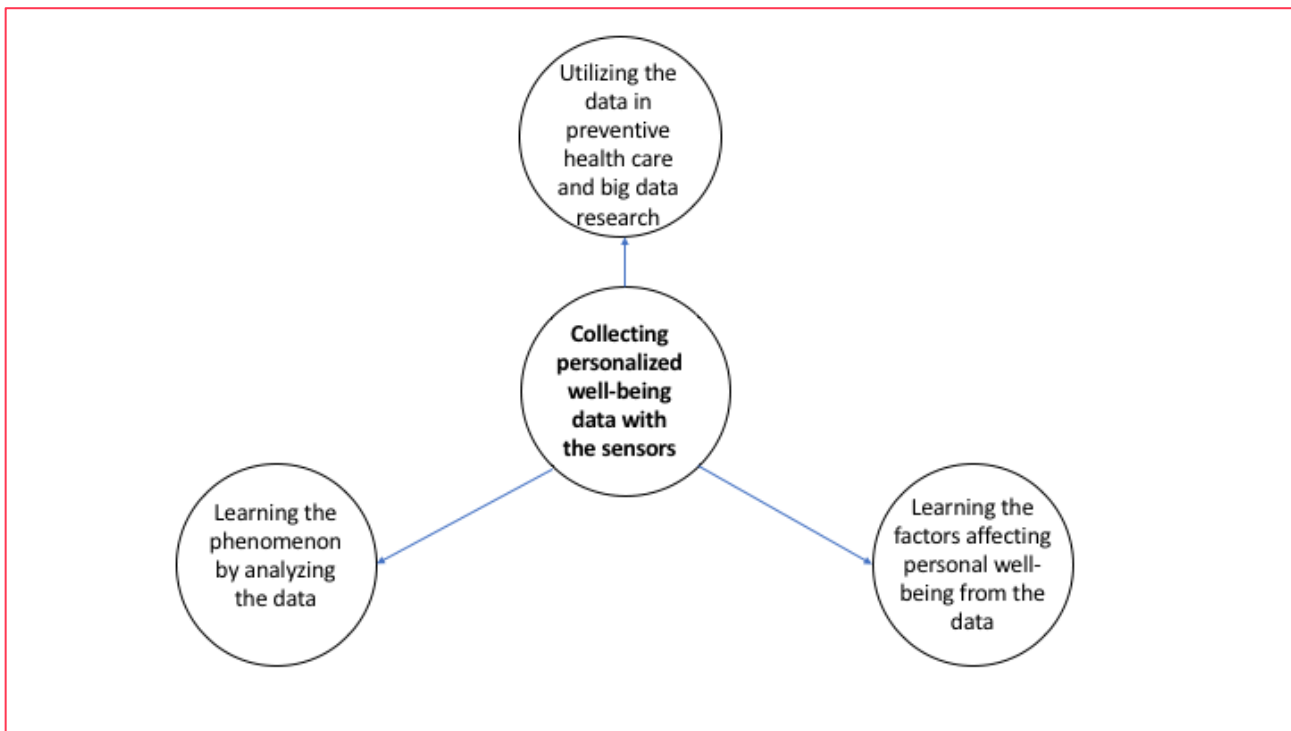 Utilizing the
data in
preventive
health care
and big data
research
Collecting
personalized
well-being
data with
the sensors
Learning the
phenomenon
by analyzing
the data
Learning the
factors affecting
personal well-
being from the
data